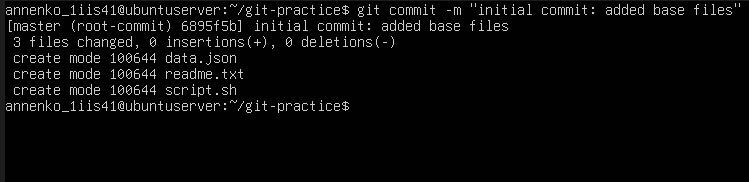 annenko_1iis41@ubuntuserver:~/git-practice$ git commit -m "initial commit: added base files"
[master (root-commit) 6895f5b] initial commit: added base files
 3 files changed, 0 insertions(+), 0 deletions(-)
 create mode 100644 data.json
 create mode 100644 readme.txt
 create mode 100644 script.sh
annenko_1iis41@ubuntuserver:~/git-practice$